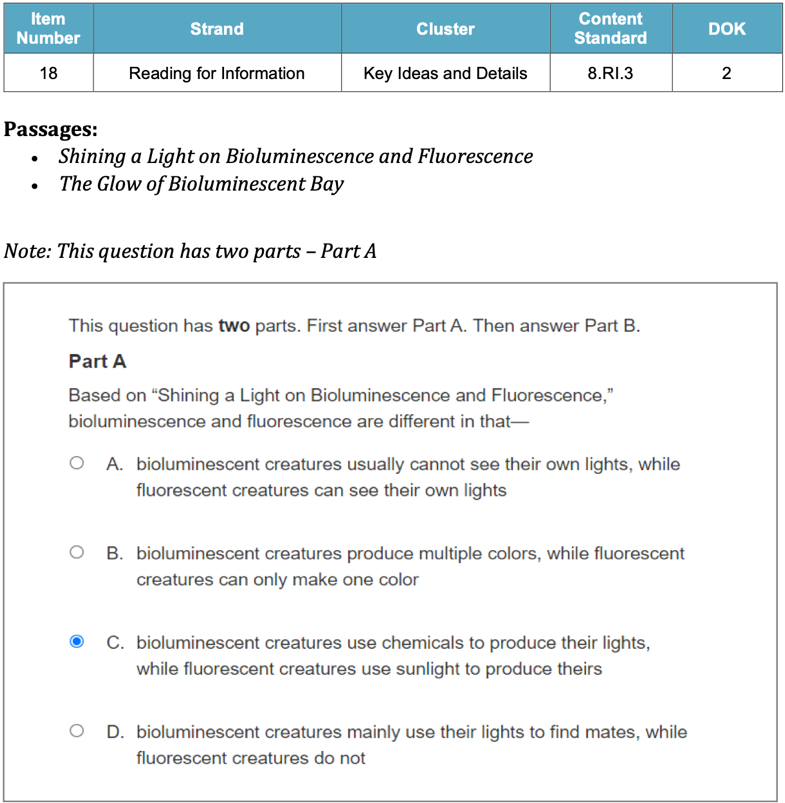 Item Number
Strand
Cluster
Content Standard
DOK
18
Reading for Information
Key Ideas and Details
8.RI.3
2
Passages:
• Shining a Light on Bioluminescence and Fluorescence
• The Glow of Bioluminescent Bay
Note: This question has two parts – Part A
This question has two parts. First answer Part A. Then answer Part B.
Part A
Based on “Shining a Light on Bioluminescence and Fluorescence,”
bioluminescence and fluorescence are different in that—
A. bioluminescent creatures usually cannot see their own lights, while
fluorescent creatures can see their own lights
B. bioluminescent creatures produce multiple colors, while fluorescent
creatures can only make one color
C. bioluminescent creatures use chemicals to produce their lights,
while fluorescent creatures use sunlight to produce theirs
D. bioluminescent creatures mainly use their lights to find mates, while
fluorescent creatures do not